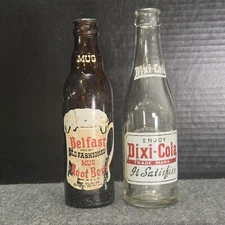 MUG
Belfast
OLD FASHIONED
MUG
Root Beer
Dixi-Cola
ENJOY
Dixi-Cola
TRADE MARK
It Satisfies